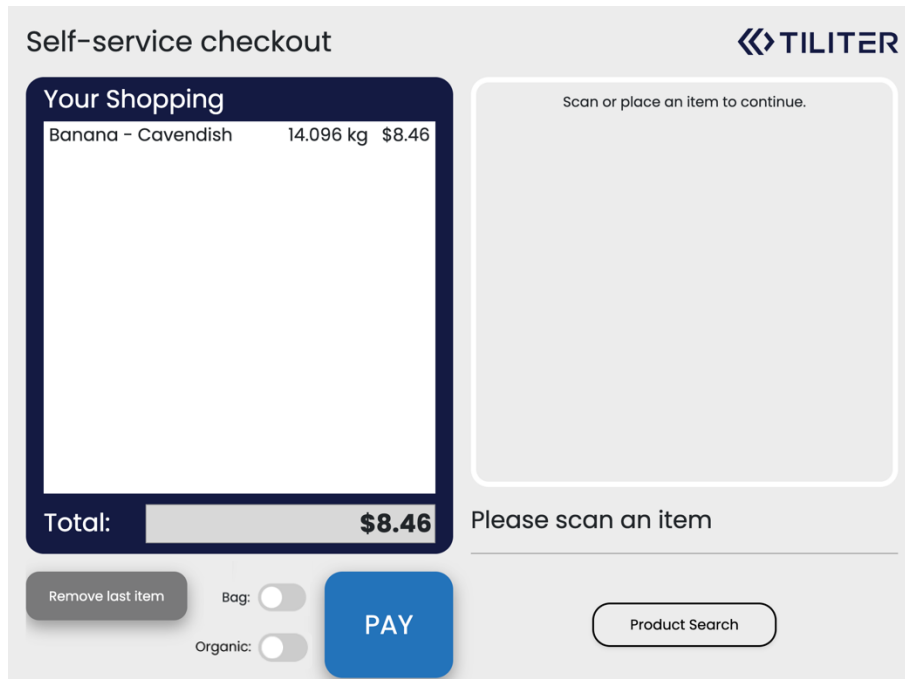 Self-service checkout
TILITER
Your Shopping
Banana - Cavendish 14.096 kg $8.46
Total: $8.46
Scan or place an item to continue.
Please scan an item
Remove last item
Bag:
Organic:
PAY
Product Search